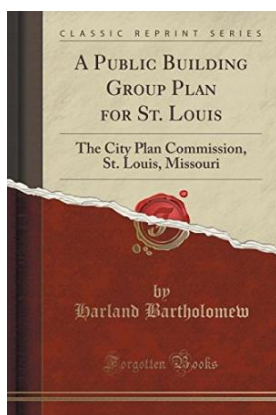 CLASSIC REPRINT SERIES
A PUBLIC BUILDING
GROUP PLAN
FOR ST. LOUIS
The City Plan Commission,
St. Louis, Missouri
by
Harland Bartholomew
Forgotten Books